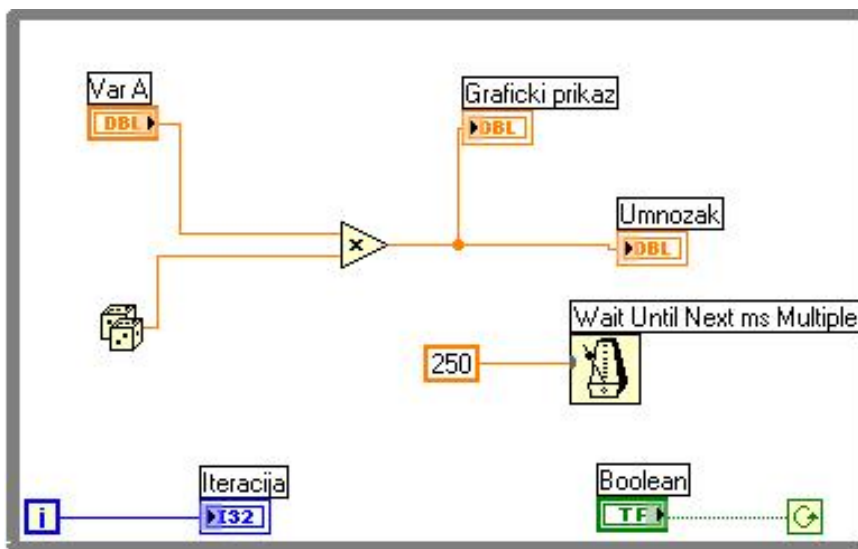 Var A
DBL
Graficki prikaz
DBL
x
Umnozak
DBL
Wait Until Next ms Multiple
250
Iteracija
i
I32
Boolean
TF